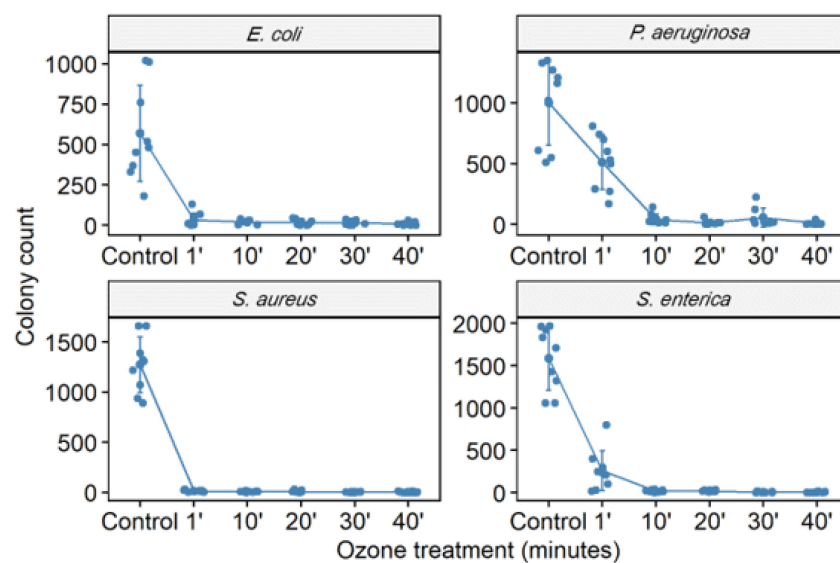 E. coli
P. aeruginosa
1000
750
500
250
0
Control 1' 10' 20' 30' 40'
1000
500
0
Control 1' 10' 20' 30' 40'
Colony count
S. aureus
S. enterica
1500
1000
500
0
Control 1' 10' 20' 30' 40'
2000
1500
1000
500
0
Control 1' 10' 20' 30' 40'
Ozone treatment (minutes)